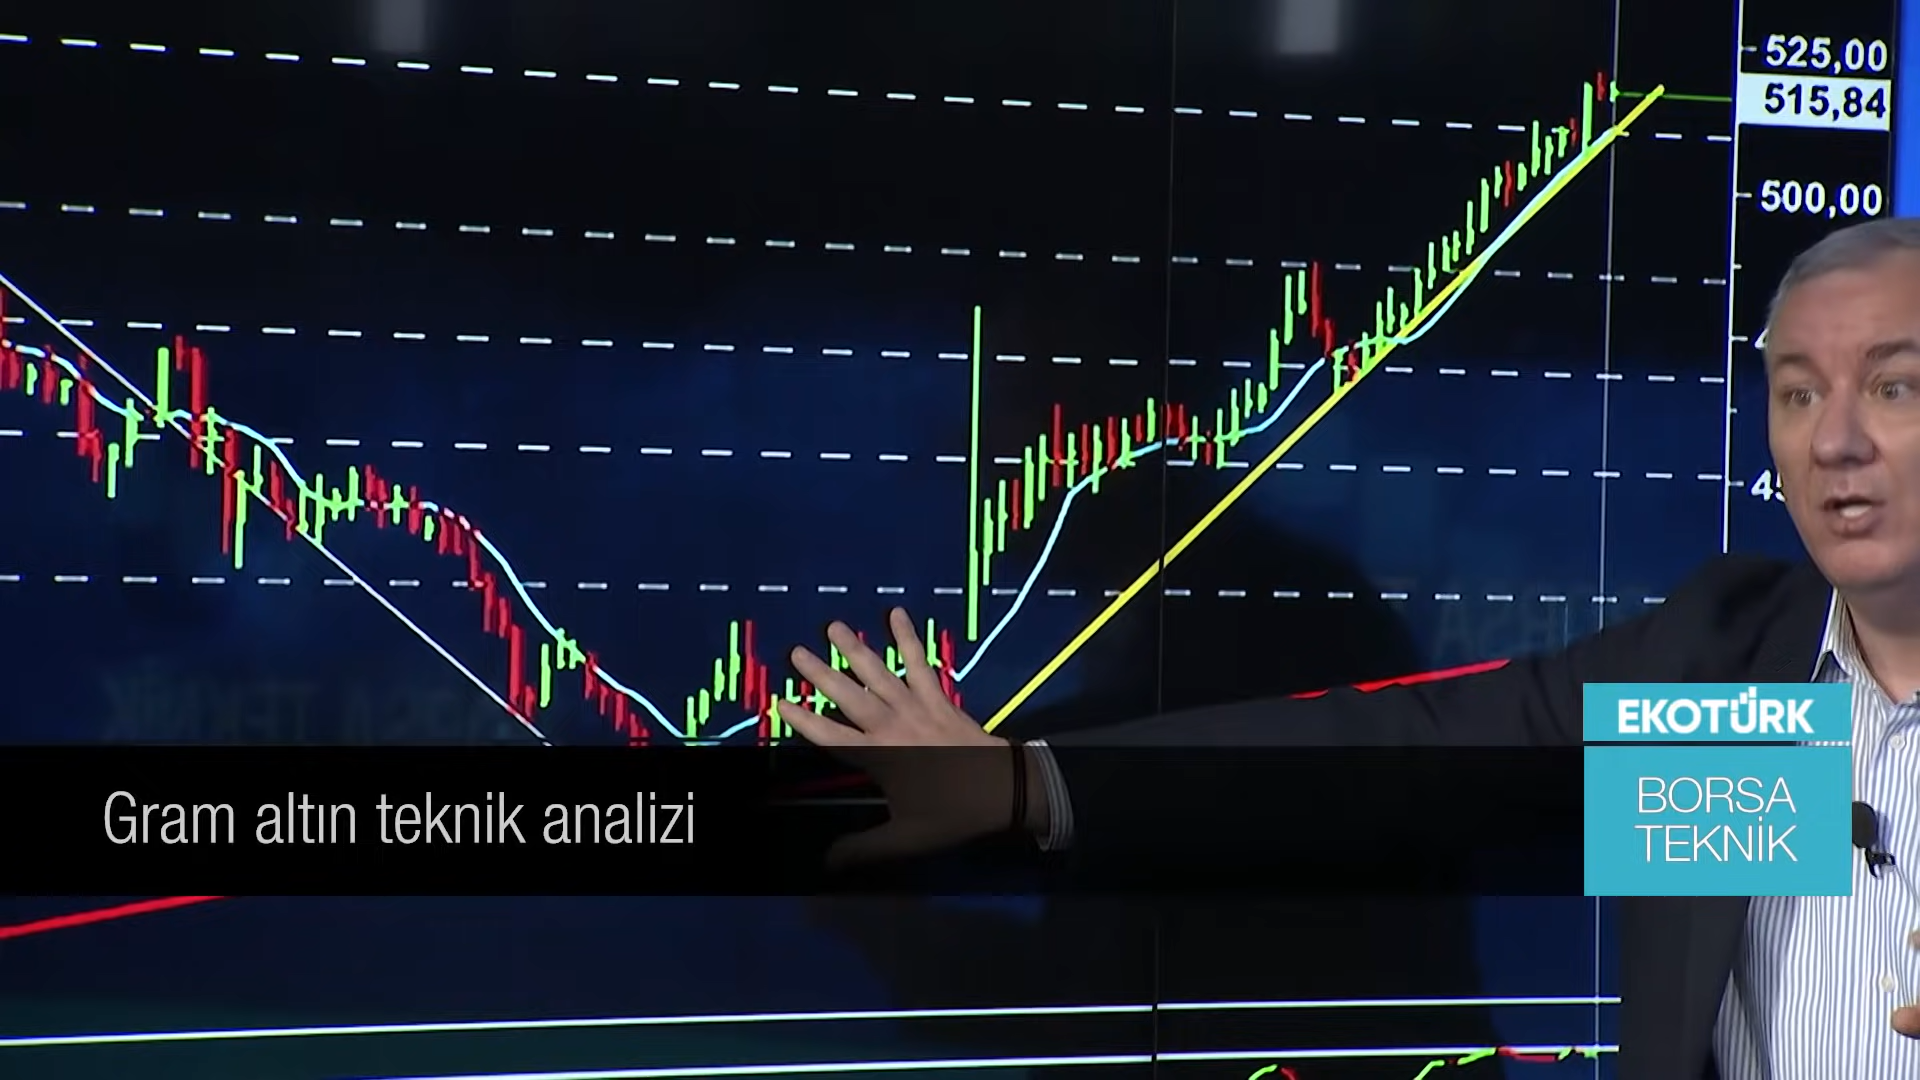 525,00
515,84
500,00
Gram altın teknik analizi
EKOTÜRK
BORSA
TEKNİK